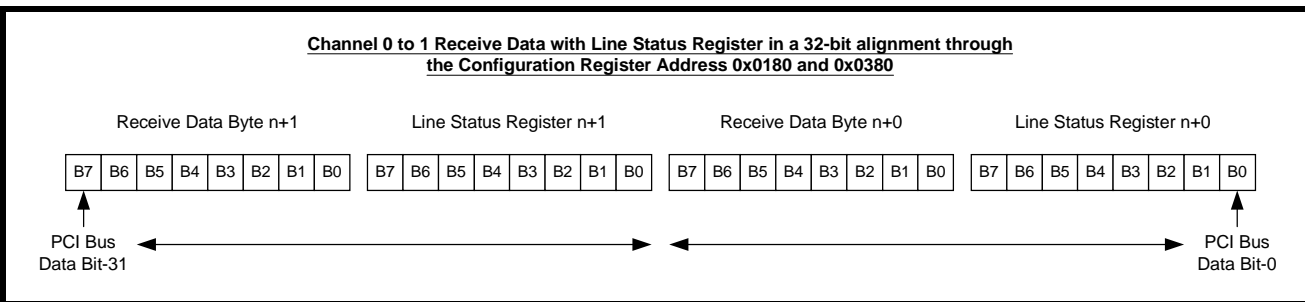 Channel 0 to 1 Receive Data with Line Status Register in a 32-bit alignment through
the Configuration Register Address 0x0180 and 0x0380
Receive Data Byte n+1 Line Status Register n+1 Receive Data Byte n+0 Line Status Register n+0
B7 B6 B5 B4 B3 B2 B1 B0 B7 B6 B5 B4 B3 B2 B1 B0 B7 B6 B5 B4 B3 B2 B1 B0 B7 B6 B5 B4 B3 B2 B1 B0
PCI Bus PCI Bus
Data Bit-31 Data Bit-0